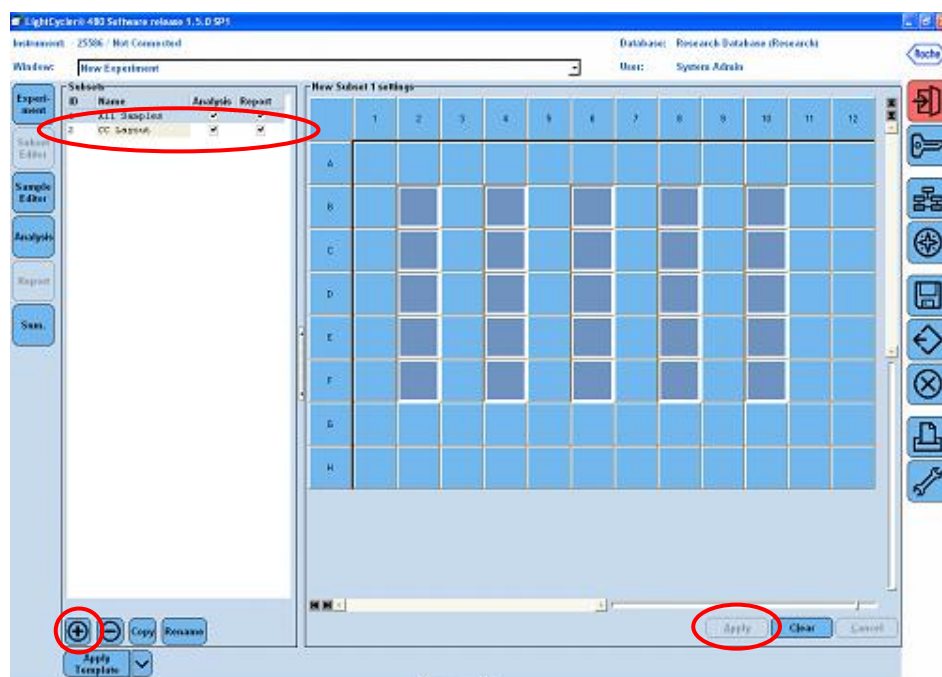 LightCycler® 480 Software release 1.5.0 SP1
Instrument: 25586 / Not Connected
Database: Research Database (Research)
Window: New Experiment
User: System Admin
Roche
Experi-
ment
Subset
Editor
Sample
Editor
Analysis
Report
Sum.
Subsets
ID Name Analysis Report
1 All Samples
2 CC Layout
New Subset 1 settings
1 2 3 4 5 6 7 8 9 10 11 12
A
B
C
D
E
F
G
H
Copy Rename
Apply Clear Cancel
Apply
Template